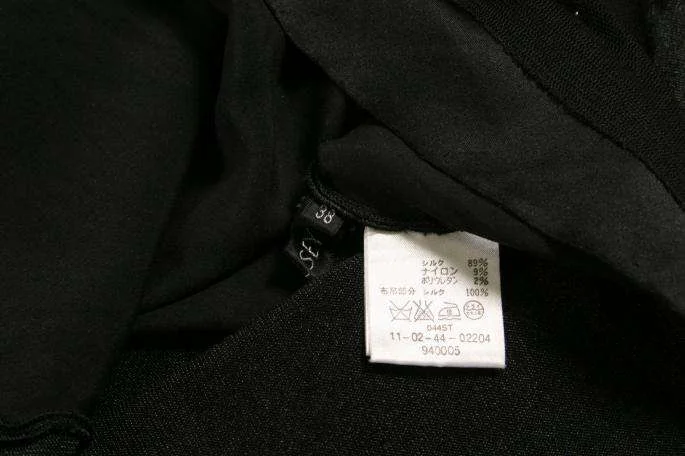 38
SEY
シルク 89%
ナイロン 9%
ポリウレタン 2%
布帛部分 シルク 100%
044ST
11-02-44-02204
940005